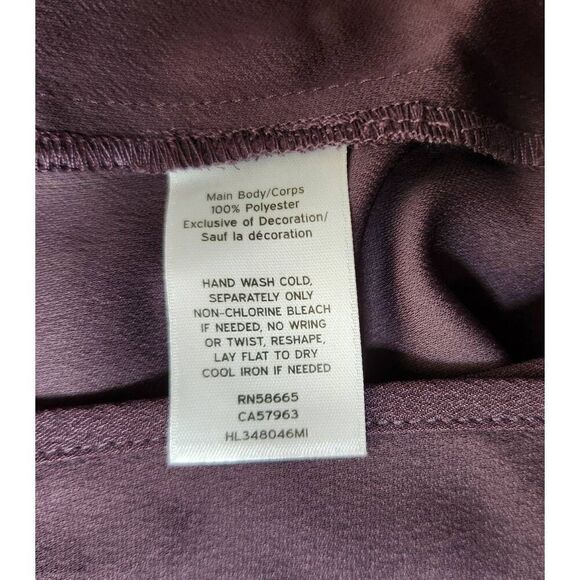 Main Body/Corps
100% Polyester
Exclusive of Decoration/
Sauf la décoration
HAND WASH COLD,
SEPARATELY ONLY
NON-CHLORINE BLEACH
IF NEEDED, NO WRING
OR TWIST, RESHAPE,
LAY FLAT TO DRY
COOL IRON IF NEEDED
RN58665
CA57963
HL348046MI